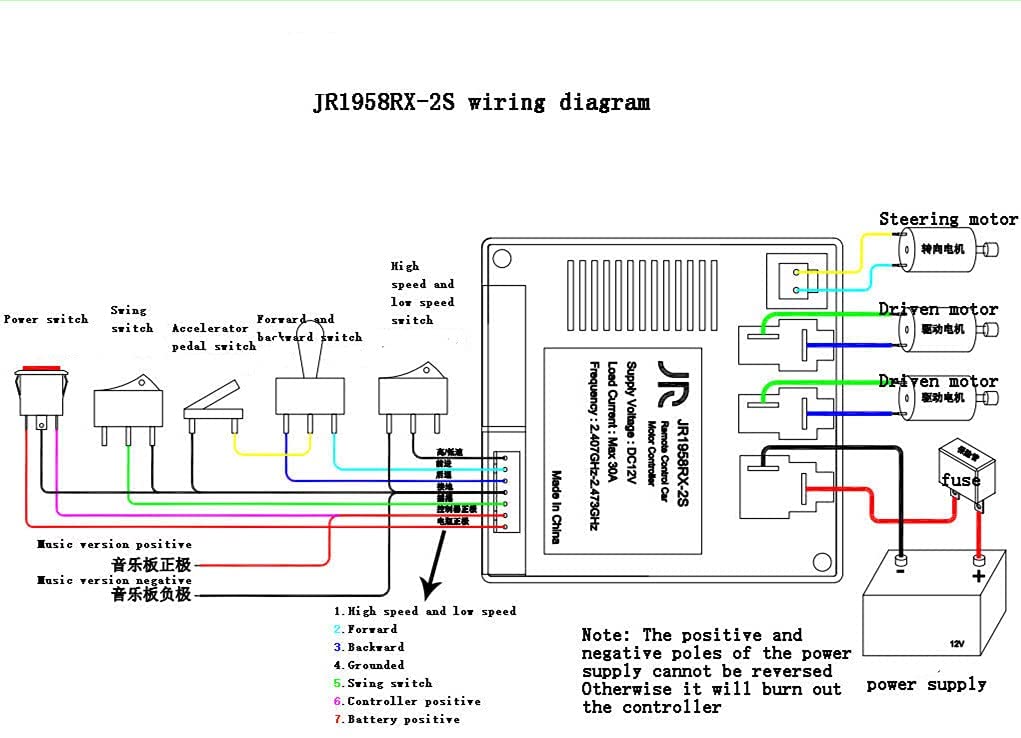 JR1958RX-2S wiring diagram
Steering motor
转向电机
Driven motor
驱动电机
Driven motor
驱动电机
Power switch
Swing
switch
Accelerator
pedal switch
Forward and
backward switch
High
speed and
low speed
switch
高/低速
前进
后退
接地
摇摆
控制器正极
电瓶正极
JR
JR1958RX-2S
Remote Control Car
Motor Controller
Supply Voltage : DC12V
Load Current : Max 30A
Frequency : 2.407GHz-2.473GHz
Made In China
保险管
fuse
Music version positive
音乐板正极
Music version negative
音乐板负极
1.High speed and low speed
2.Forward
3.Backward
4.Grounded
5.Swing switch
6.Controller positive
7.Battery positive
Note: The positive and
negative poles of the power
supply cannot be reversed
Otherwise it will burn out
the controller
- +
12V
power supply